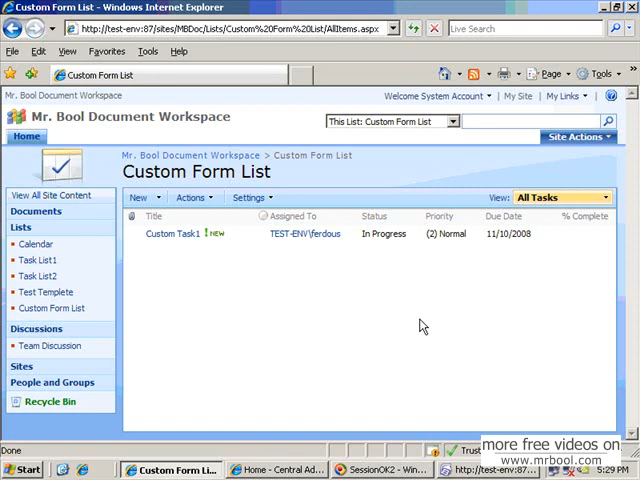 Custom Form List - Windows Internet Explorer
http://test-env:87/sites/MBDoc/Lists/Custom%20Form%20List/AllItems.aspx
Live Search
File Edit View Favorites Tools Help
Custom Form List
Page Tools
Mr. Bool Document Workspace
Welcome System Account My Site My Links
Mr. Bool Document Workspace
This List: Custom Form List
Home
Site Actions
Mr. Bool Document Workspace > Custom Form List
Custom Form List
View All Site Content
Documents
Lists
Calendar
Task List1
Task List2
Test Templete
Custom Form List
Discussions
Team Discussion
Sites
People and Groups
Recycle Bin
New Actions Settings View: All Tasks
Title Assigned To Status Priority Due Date % Complete
Custom Task1 ! NEW TEST-ENV\ferdous In Progress (2) Normal 11/10/2008
Done
more free videos on
www.mrbool.com
Start
Custom Form Li...
Home - Central Ad...
SessionOK2 - Win...
http://test-env:87...
5:29 PM